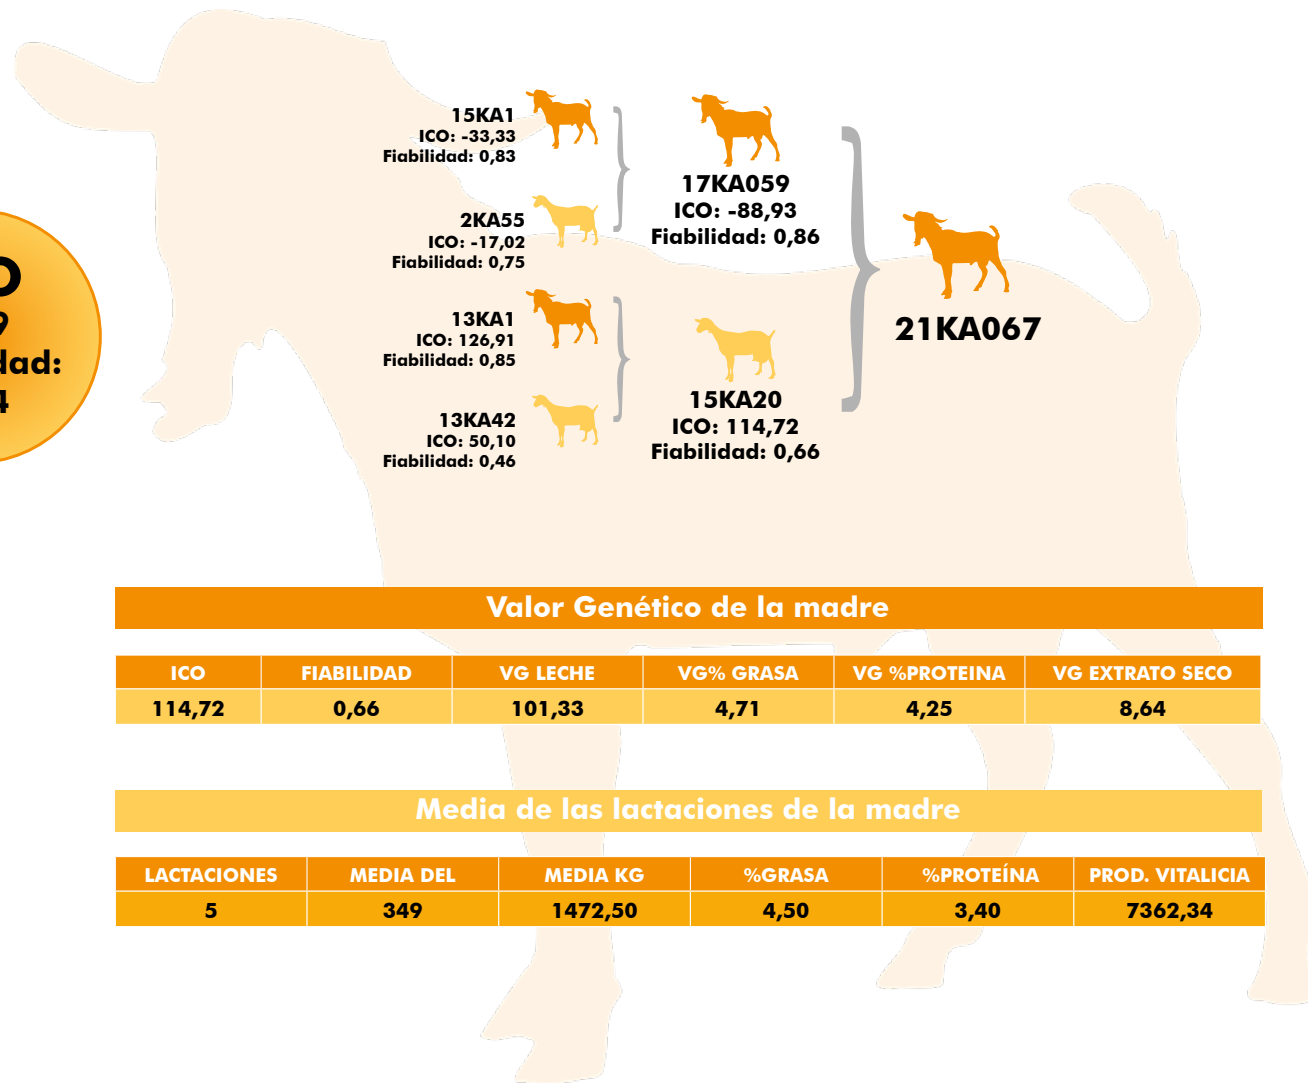 15KA1
ICO: -33,33
Fiabilidad: 0,83
2KA55
ICO: -17,02
Fiabilidad: 0,75
13KA1
ICO: 126,91
Fiabilidad: 0,85
13KA42
ICO: 50,10
Fiabilidad: 0,46
17KA059
ICO: -88,93
Fiabilidad: 0,86
15KA20
ICO: 114,72
Fiabilidad: 0,66
21KA067
Valor Genético de la madre
ICO FIABILIDAD VG LECHE VG% GRASA VG %PROTEINA VG EXTRATO SECO
114,72 0,66 101,33 4,71 4,25 8,64
Media de las lactaciones de la madre
LACTACIONES MEDIA DEL MEDIA KG %GRASA %PROTEÍNA PROD. VITALICIA
5 349 1472,50 4,50 3,40 7362,34